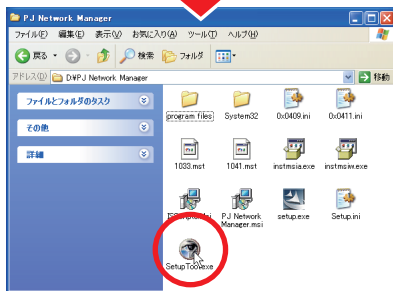 PJ Network Manager
ファイル(F) 編集(E) 表示(V) お気に入り(A) ツール(T) ヘルプ(H)
戻る 検索 フォルダ
アドレス(D) D:¥PJ Network Manager 移動
ファイルとフォルダのタスク
その他
詳細
program files System32 0x0409.ini 0x0411.ini
1033.mst 1041.mst instmsia.exe instmsiw.exe
PJ Network Manager.msi setup.exe Setup.ini
SetupTool.exe